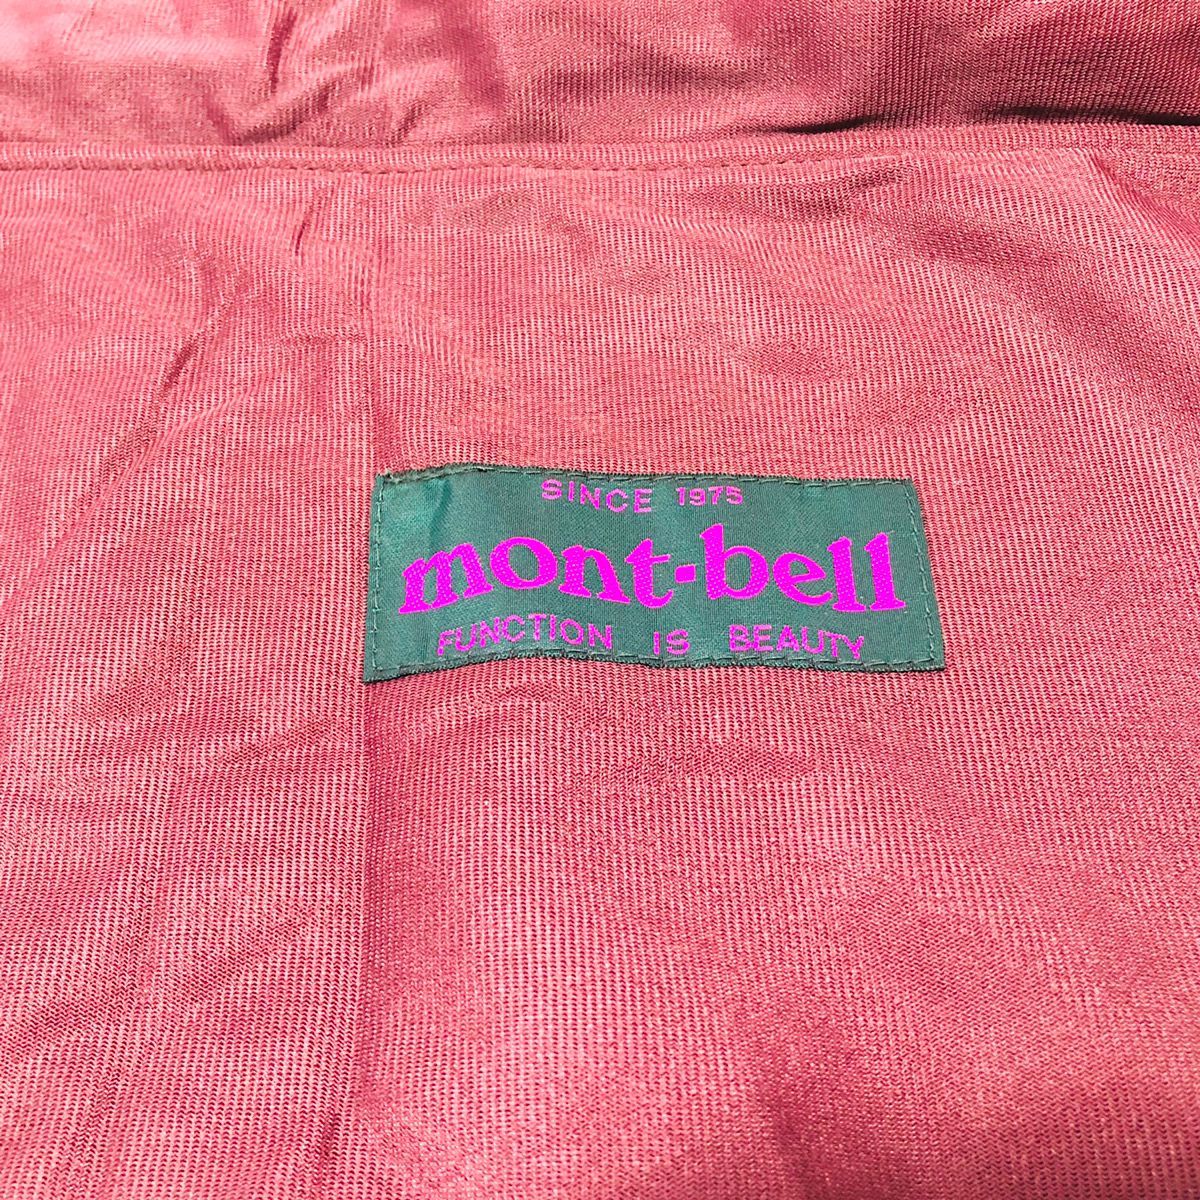 SINCE 1975
mont-bell
FUNCTION IS BEAUTY